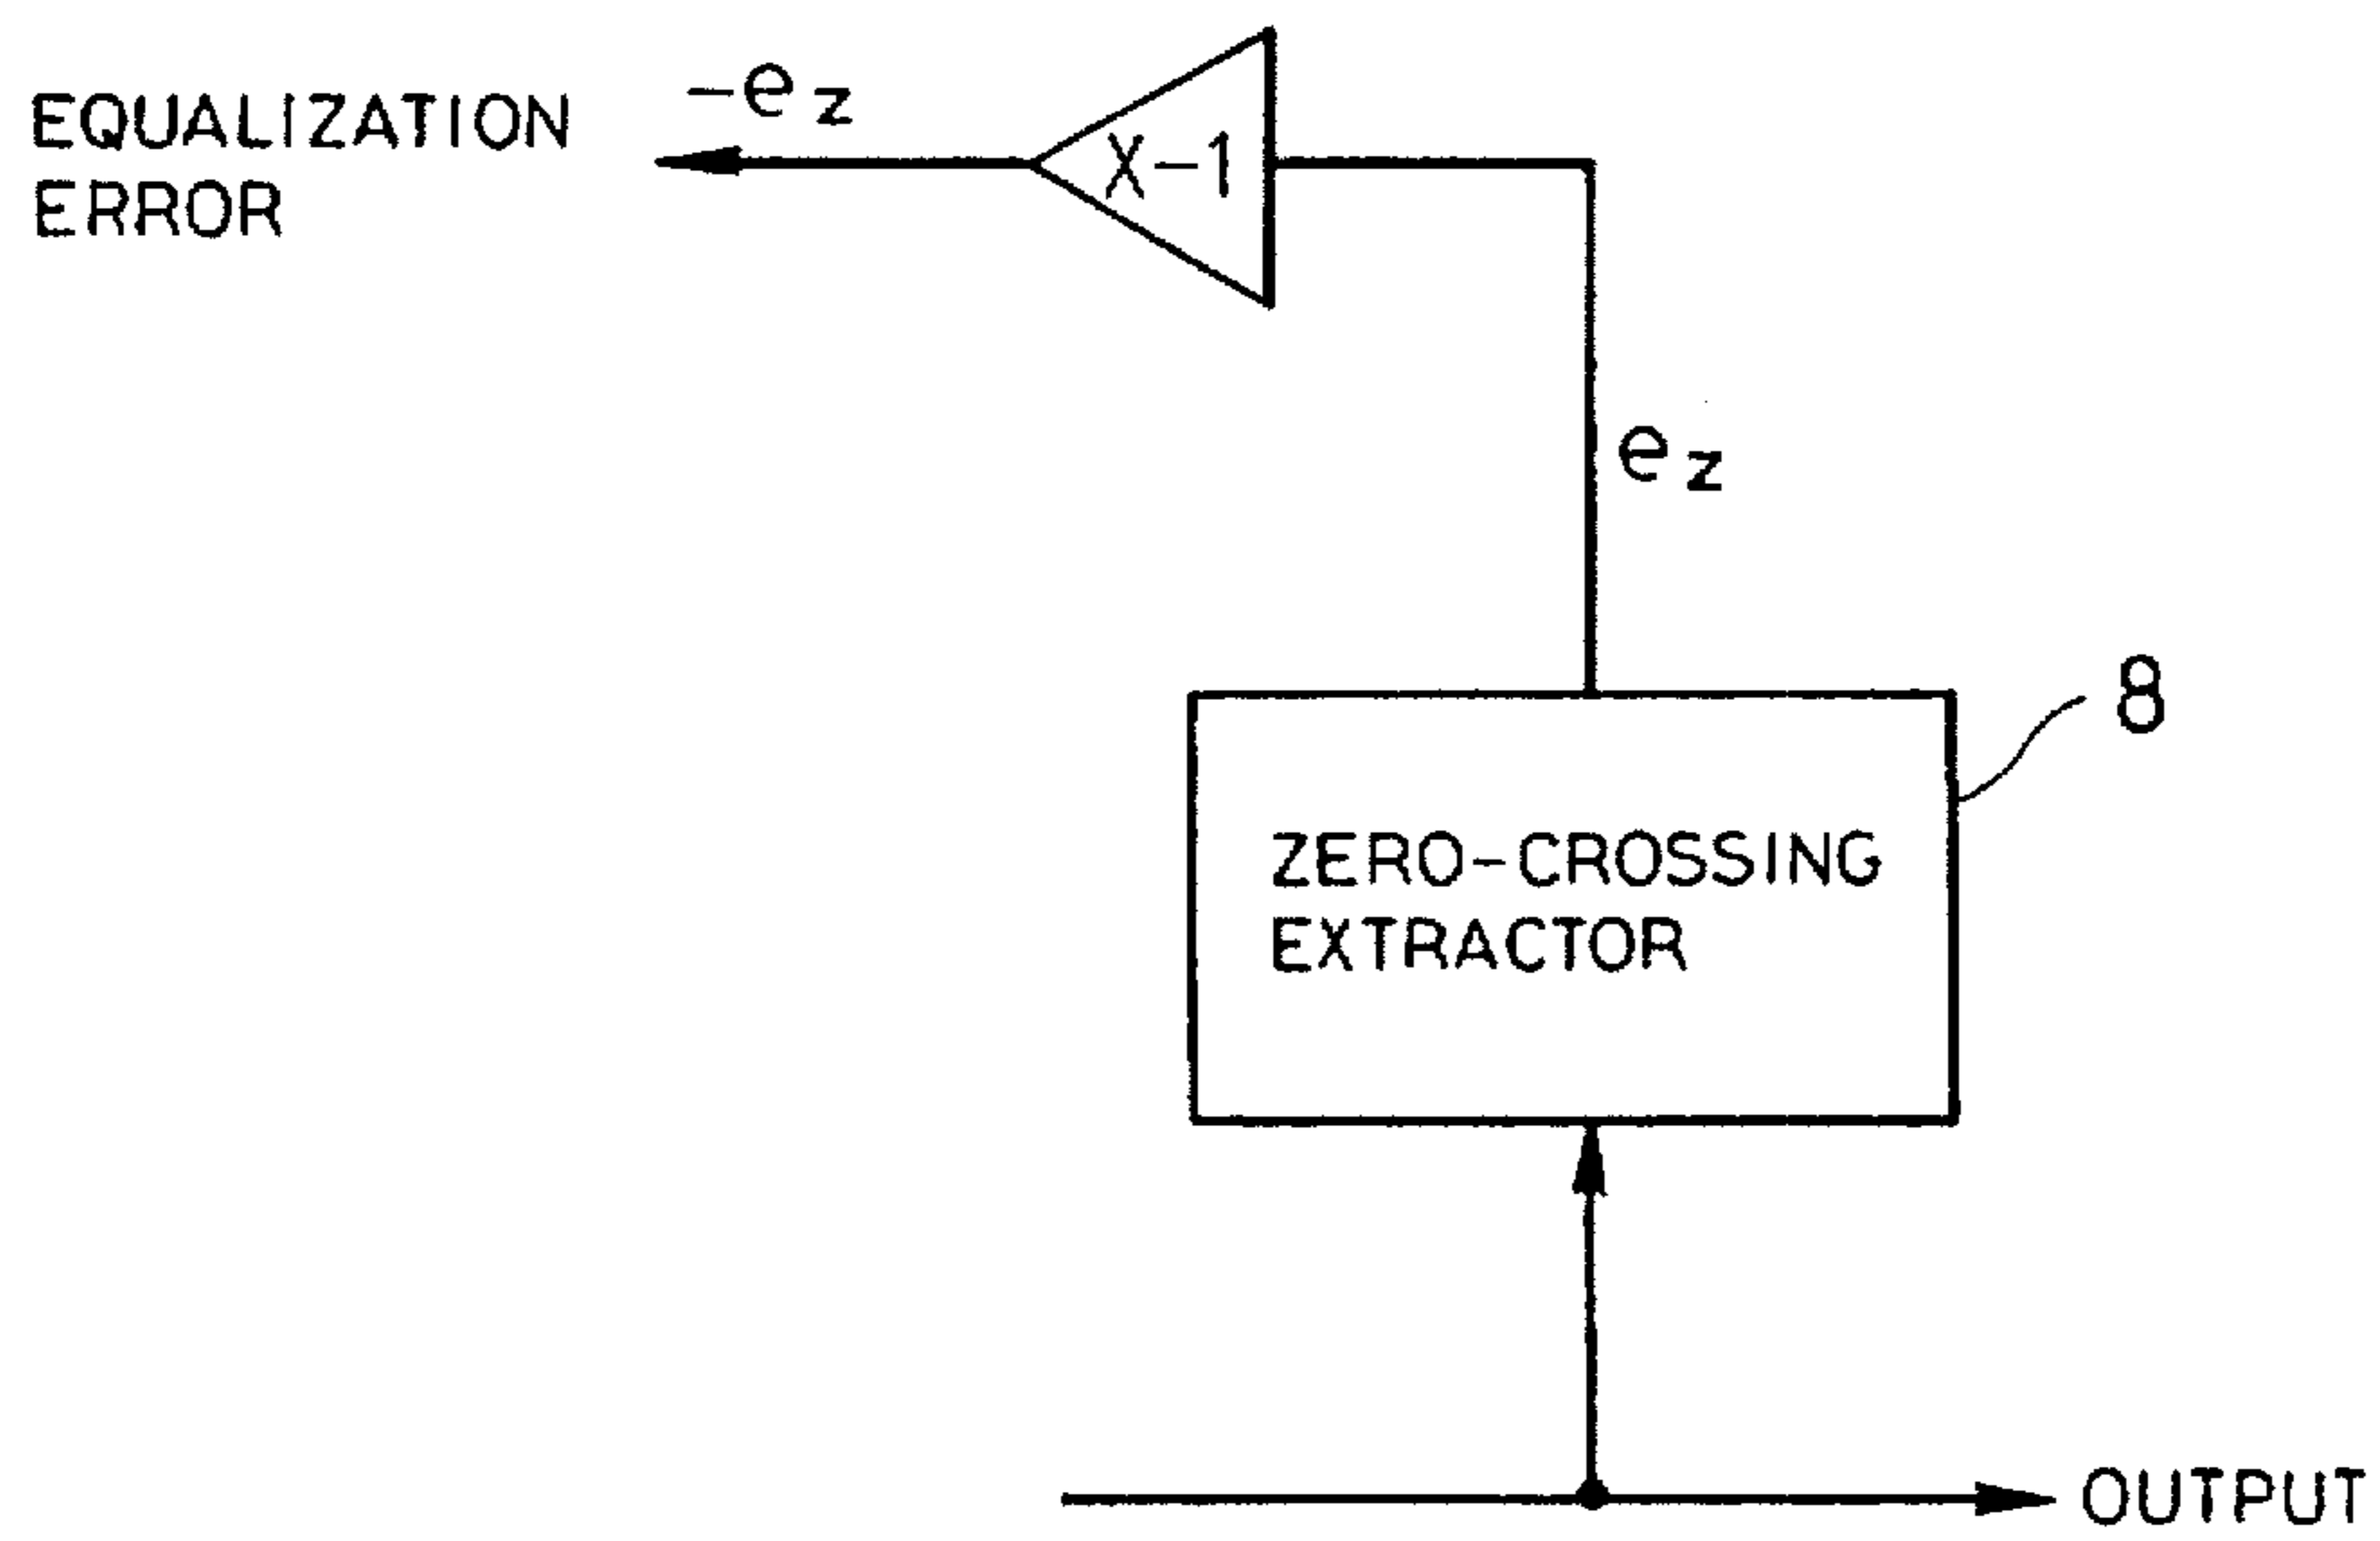 EQUALIZATION
ERROR
-ez
X-1
ez
8
ZERO-CROSSING
EXTRACTOR
OUTPUT